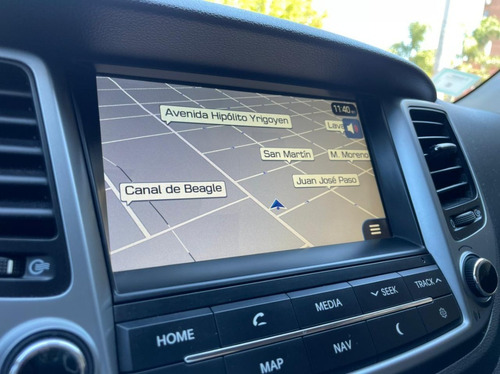 Avenida Hipólito Yrigoyen
11:40
San Martín
M. Moreno
Juan José Paso
Canal de Beagle
HOME
MEDIA
SEEK
TRACK
MAP
NAV